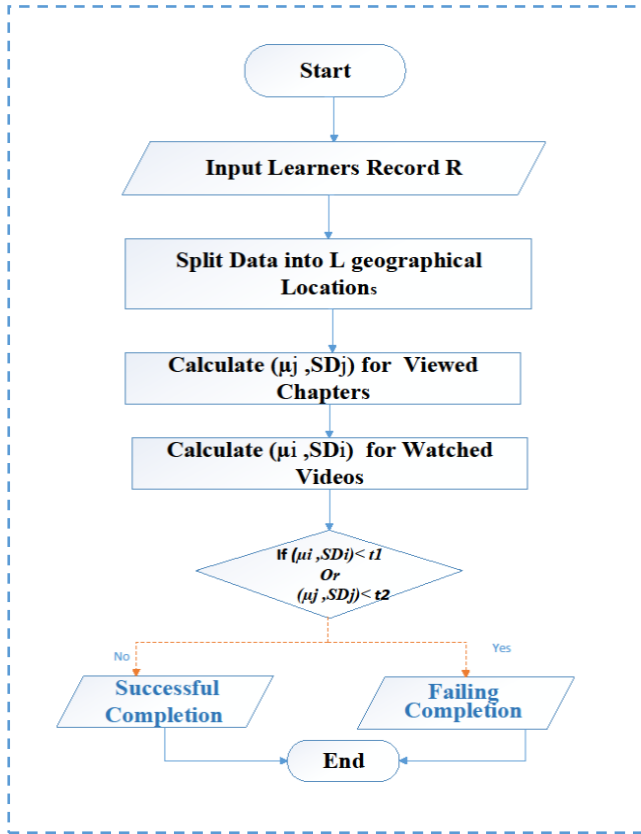 Start
Input Learners Record R
Split Data into L geographical
Locations
Calculate (µj ,SDj) for Viewed
Chapters
Calculate (µi ,SDi) for Watched
Videos
If (µi ,SDi)< t1
Or
(µj ,SDj)< t2
No
Yes
Successful
Completion
Failing
Completion
End